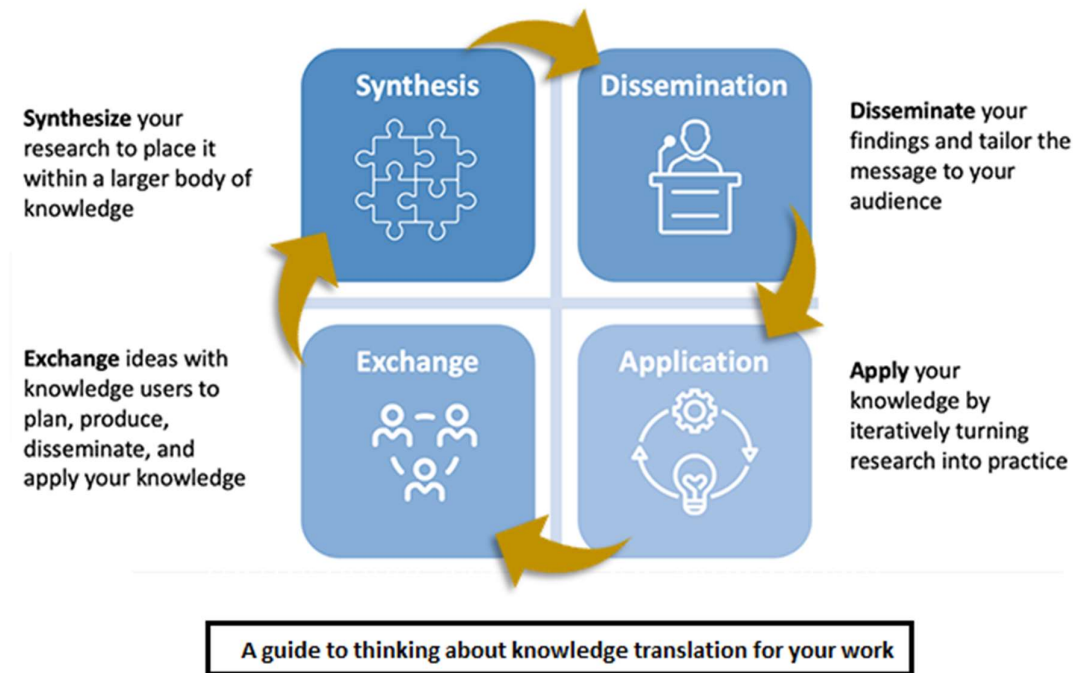 Synthesis
Dissemination
Synthesize your
research to place it
within a larger body of
knowledge
Disseminate your
findings and tailor the
message to your
audience
Exchange
Application
Exchange ideas with
knowledge users to
plan, produce,
disseminate, and
apply your knowledge
Apply your
knowledge by
iteratively turning
research into practice
A guide to thinking about knowledge translation for your work